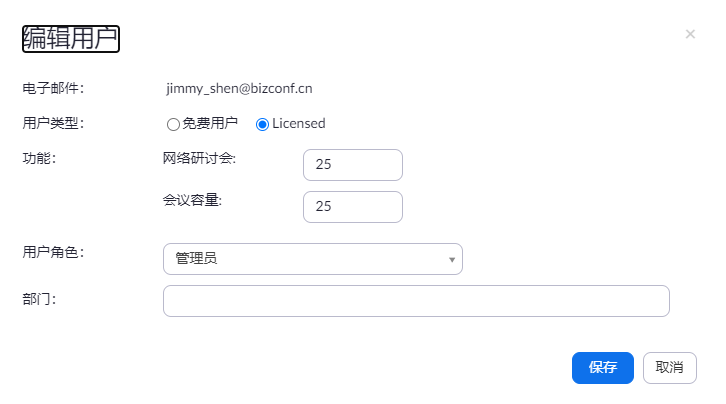 编辑用户 ×
电子邮件: jimmy_shen@bizconf.cn
用户类型: 免费用户 Licensed
功能: 网络研讨会: 25
会议容量: 25
用户角色: 管理员
部门:
保存 取消